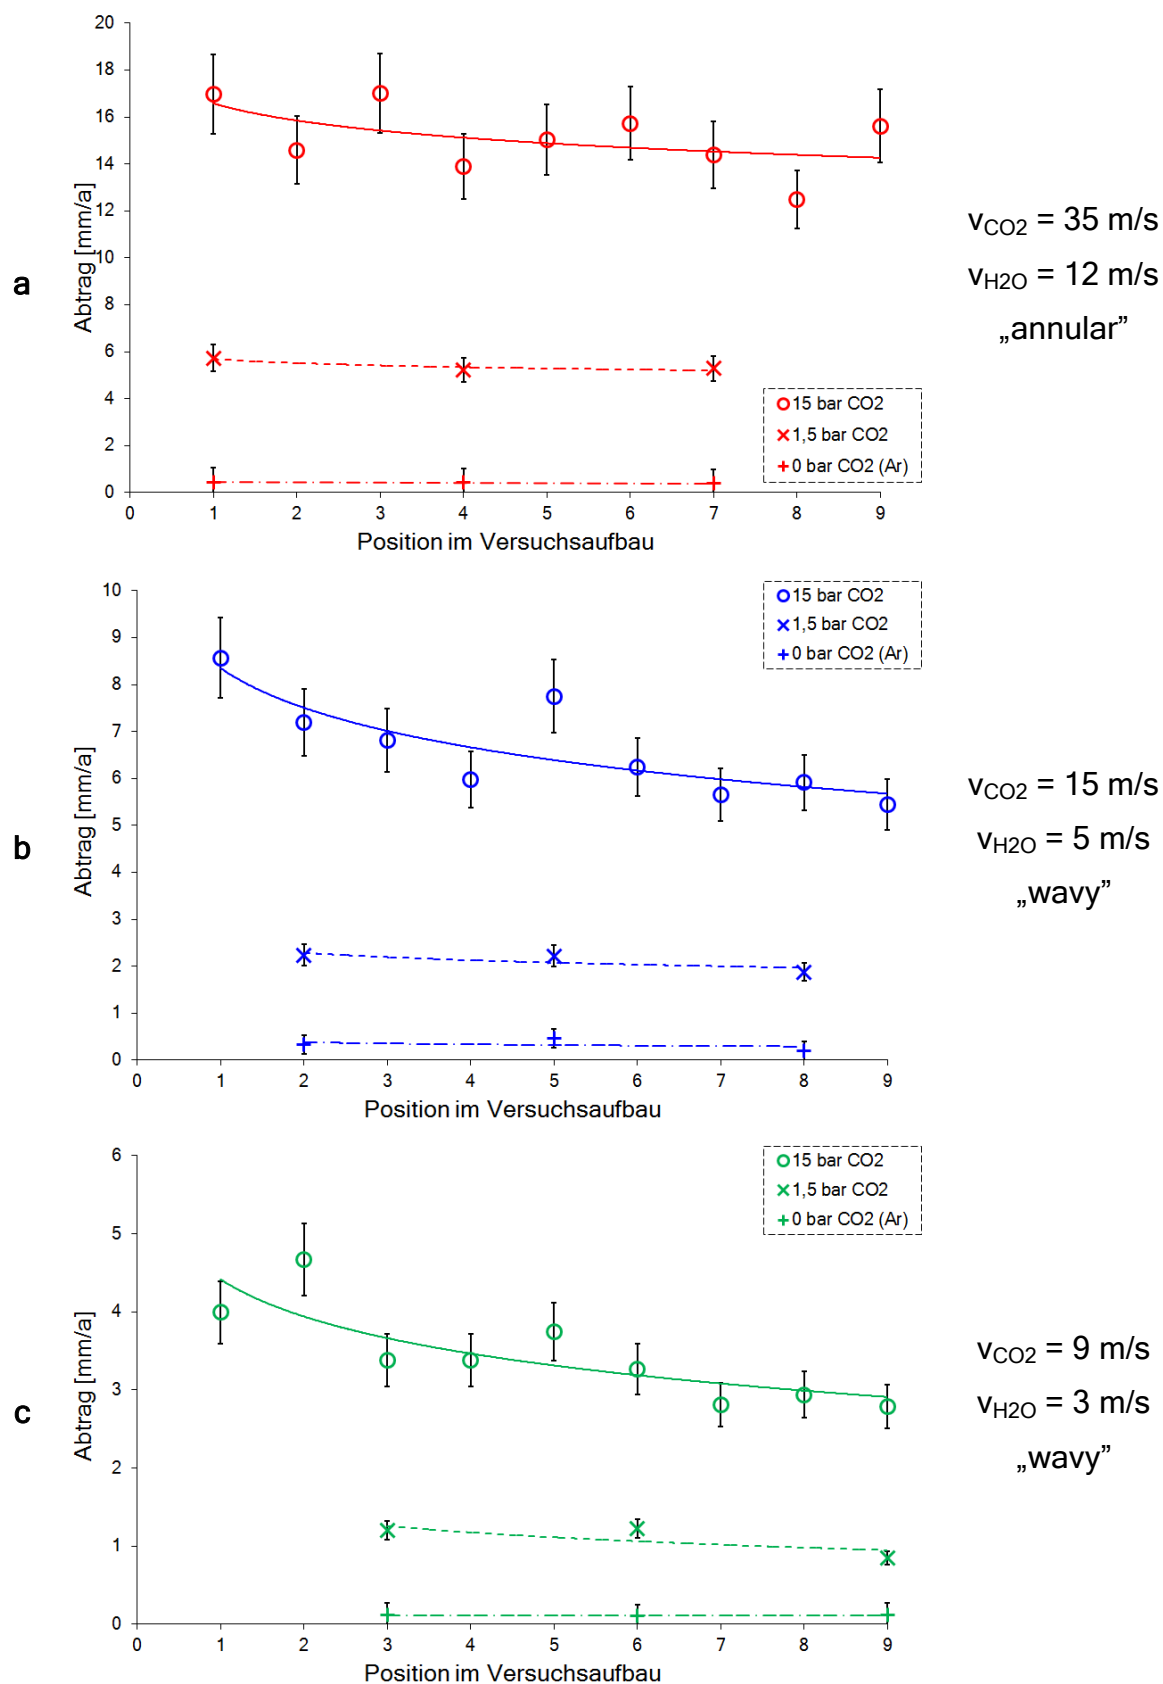 a
Abtrag [mm/a]
20
18
16
14
12
10
8
6
4
2
0
0 1 2 3 4 5 6 7 8 9
Position im Versuchsaufbau
15 bar CO2
1,5 bar CO2
0 bar CO2 (Ar)
vCO2 = 35 m/s
vH2O = 12 m/s
„annular”
b
Abtrag [mm/a]
10
9
8
7
6
5
4
3
2
1
0
0 1 2 3 4 5 6 7 8 9
Position im Versuchsaufbau
15 bar CO2
1,5 bar CO2
0 bar CO2 (Ar)
vCO2 = 15 m/s
vH2O = 5 m/s
„wavy”
c
Abtrag [mm/a]
6
5
4
3
2
1
0
0 1 2 3 4 5 6 7 8 9
Position im Versuchsaufbau
15 bar CO2
1,5 bar CO2
0 bar CO2 (Ar)
vCO2 = 9 m/s
vH2O = 3 m/s
„wavy”